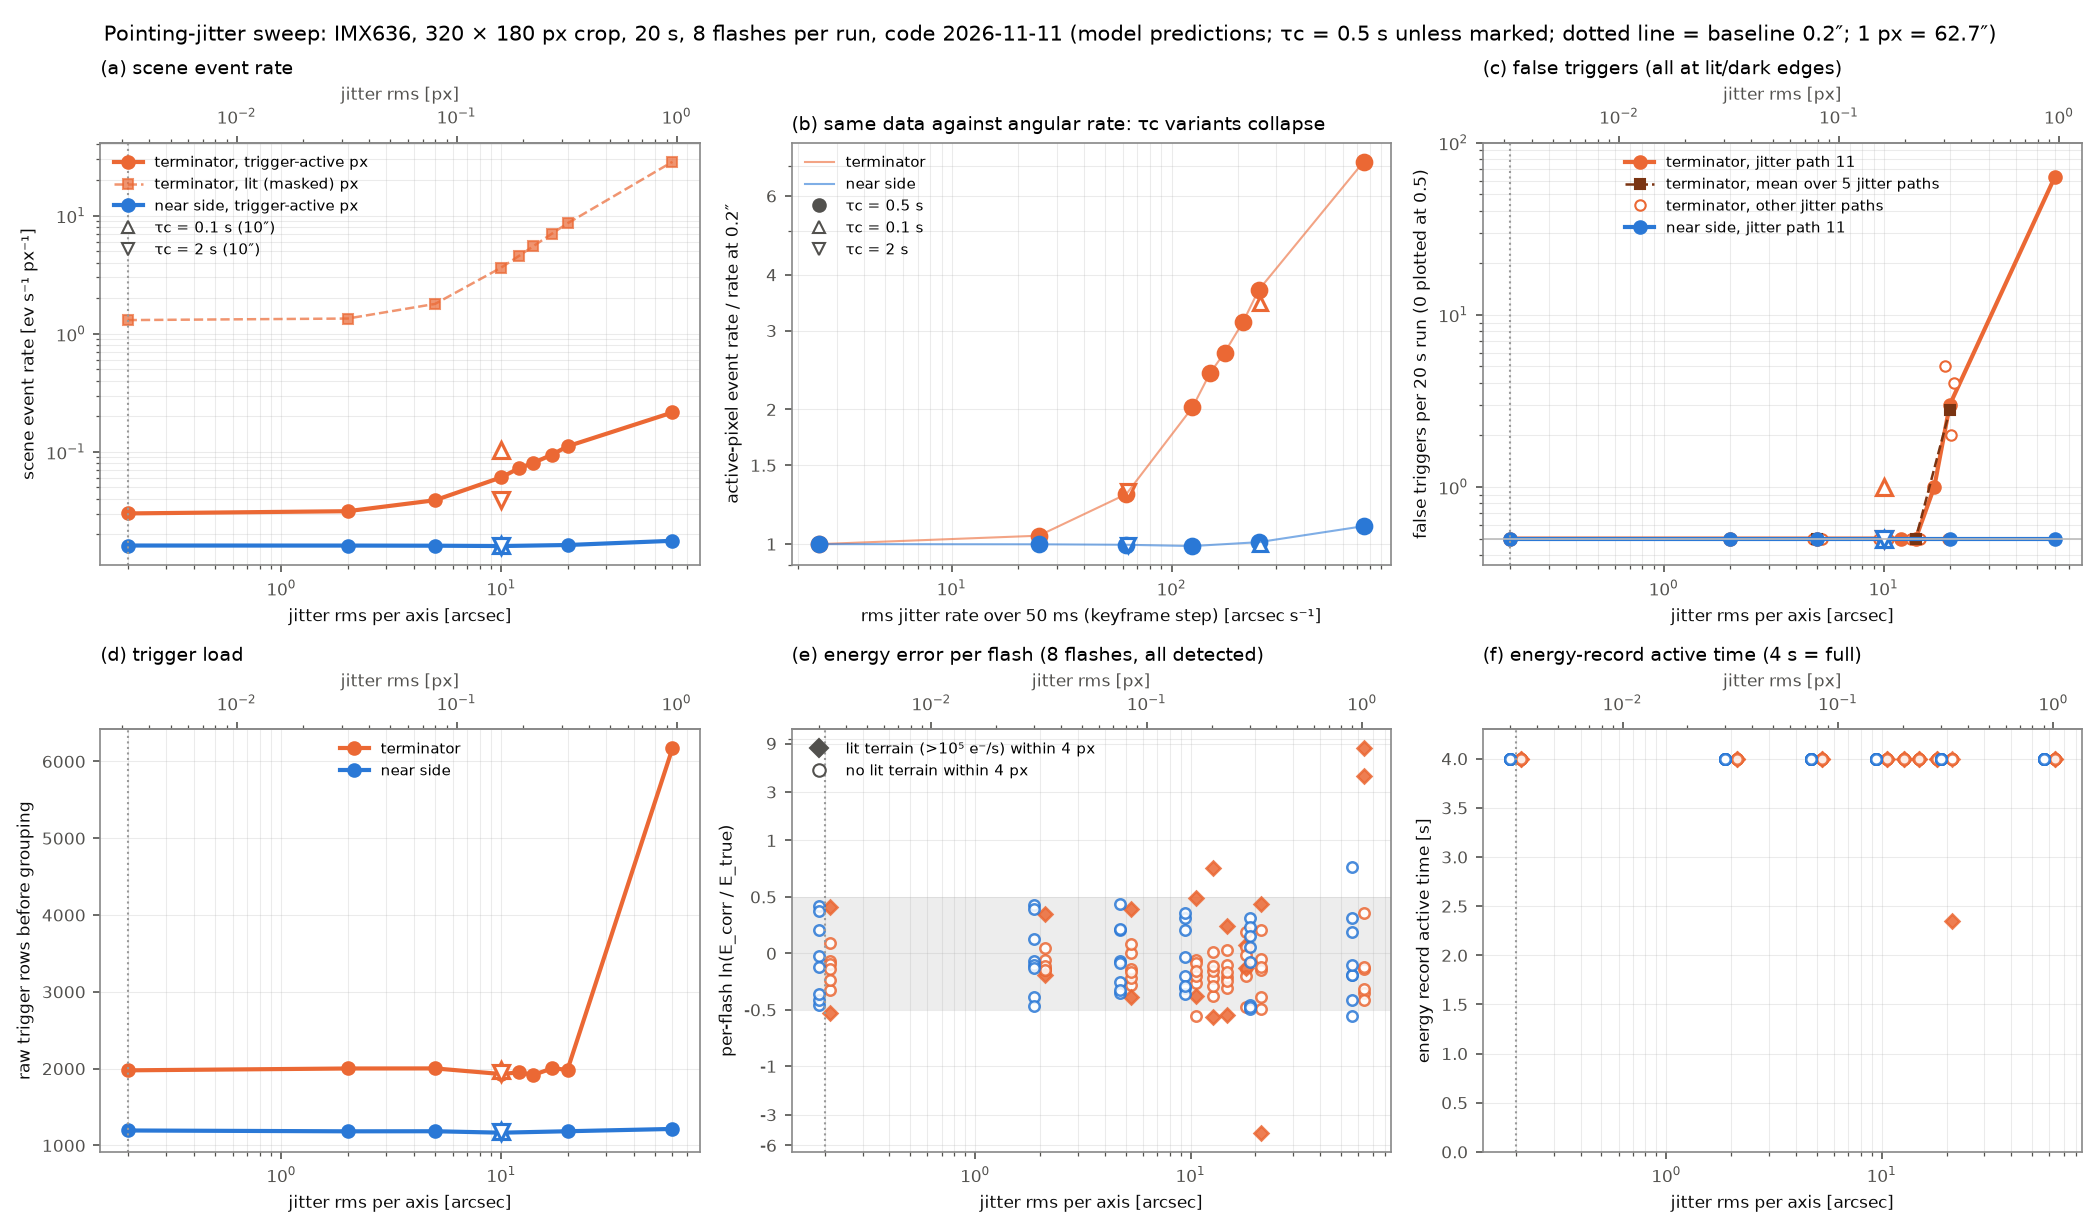 Pointing-jitter sweep: IMX636, 320 × 180 px crop, 20 s, 8 flashes per run, code 2026-11-11 (model predictions; τc = 0.5 s unless marked; dotted line = baseline 0.2″; 1 px = 62.7″)
(a) scene event rate
jitter rms [px]
10⁻² 10⁻¹ 10⁰
terminator, trigger-active px
terminator, lit (masked) px
near side, trigger-active px
τc = 0.1 s (10″)
τc = 2 s (10″)
scene event rate [ev s⁻¹ px⁻¹]
10¹
10⁰
10⁻¹
10⁰ 10¹
jitter rms per axis [arcsec]
(b) same data against angular rate: τc variants collapse
terminator
near side
τc = 0.5 s
τc = 0.1 s
τc = 2 s
active-pixel event rate / rate at 0.2″
6
4
3
2
1.5
1
10¹ 10²
rms jitter rate over 50 ms (keyframe step) [arcsec s⁻¹]
(c) false triggers (all at lit/dark edges)
jitter rms [px]
10⁻² 10⁻¹ 10⁰
terminator, jitter path 11
terminator, mean over 5 jitter paths
terminator, other jitter paths
near side, jitter path 11
false triggers per 20 s run (0 plotted at 0.5)
10²
10¹
10⁰
10⁰ 10¹
jitter rms per axis [arcsec]
(d) trigger load
jitter rms [px]
10⁻² 10⁻¹ 10⁰
terminator
near side
raw trigger rows before grouping
6000
5000
4000
3000
2000
1000
10⁰ 10¹
jitter rms per axis [arcsec]
(e) energy error per flash (8 flashes, all detected)
jitter rms [px]
10⁻² 10⁻¹ 10⁰
lit terrain (>10⁵ e⁻/s) within 4 px
no lit terrain within 4 px
per-flash ln(E_corr / E_true)
9
3
1
0.5
0
-0.5
-1
-3
-6
10⁰ 10¹
jitter rms per axis [arcsec]
(f) energy-record active time (4 s = full)
jitter rms [px]
10⁻² 10⁻¹ 10⁰
energy record active time [s]
4.0
3.5
3.0
2.5
2.0
1.5
1.0
0.5
0.0
10⁰ 10¹
jitter rms per axis [arcsec]